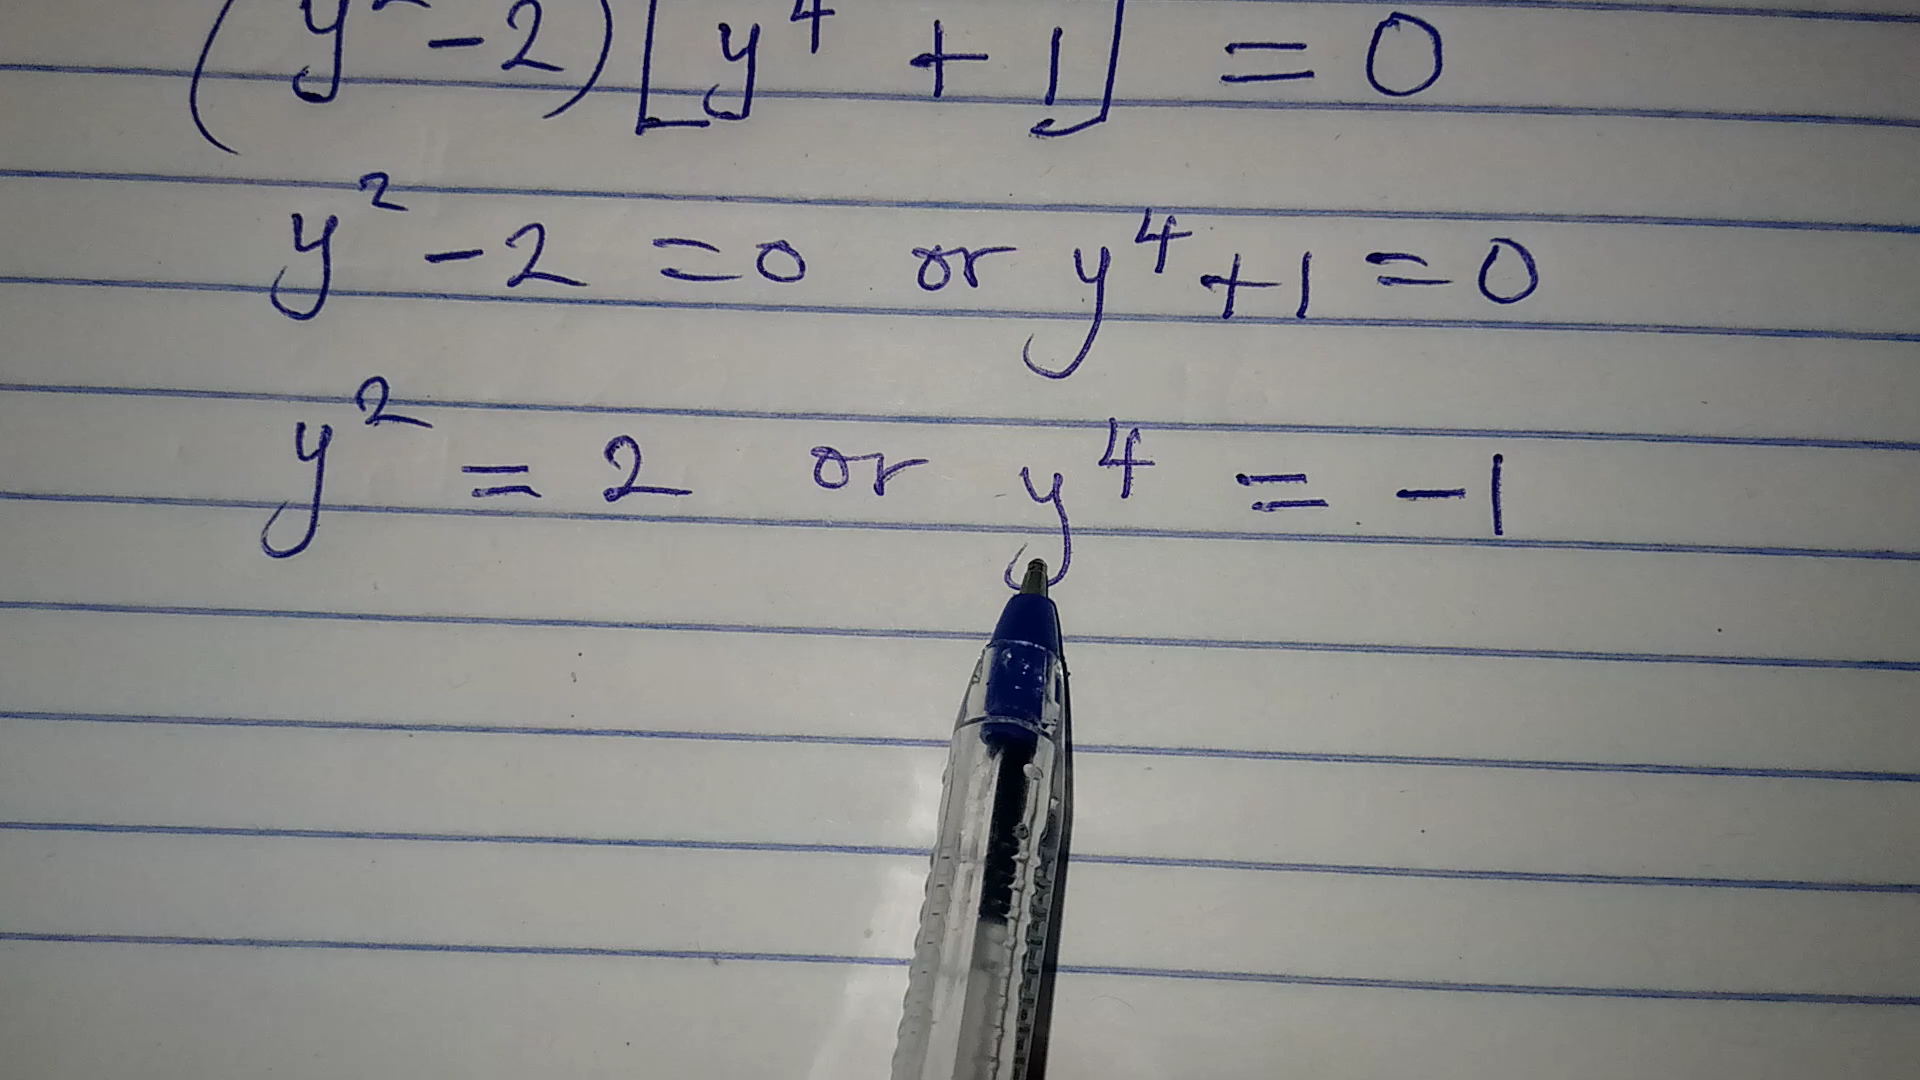 (y² - 2)[y⁴ + 1] = 0
y² - 2 = 0 or y⁴ + 1 = 0
y² = 2 or y⁴ = -1